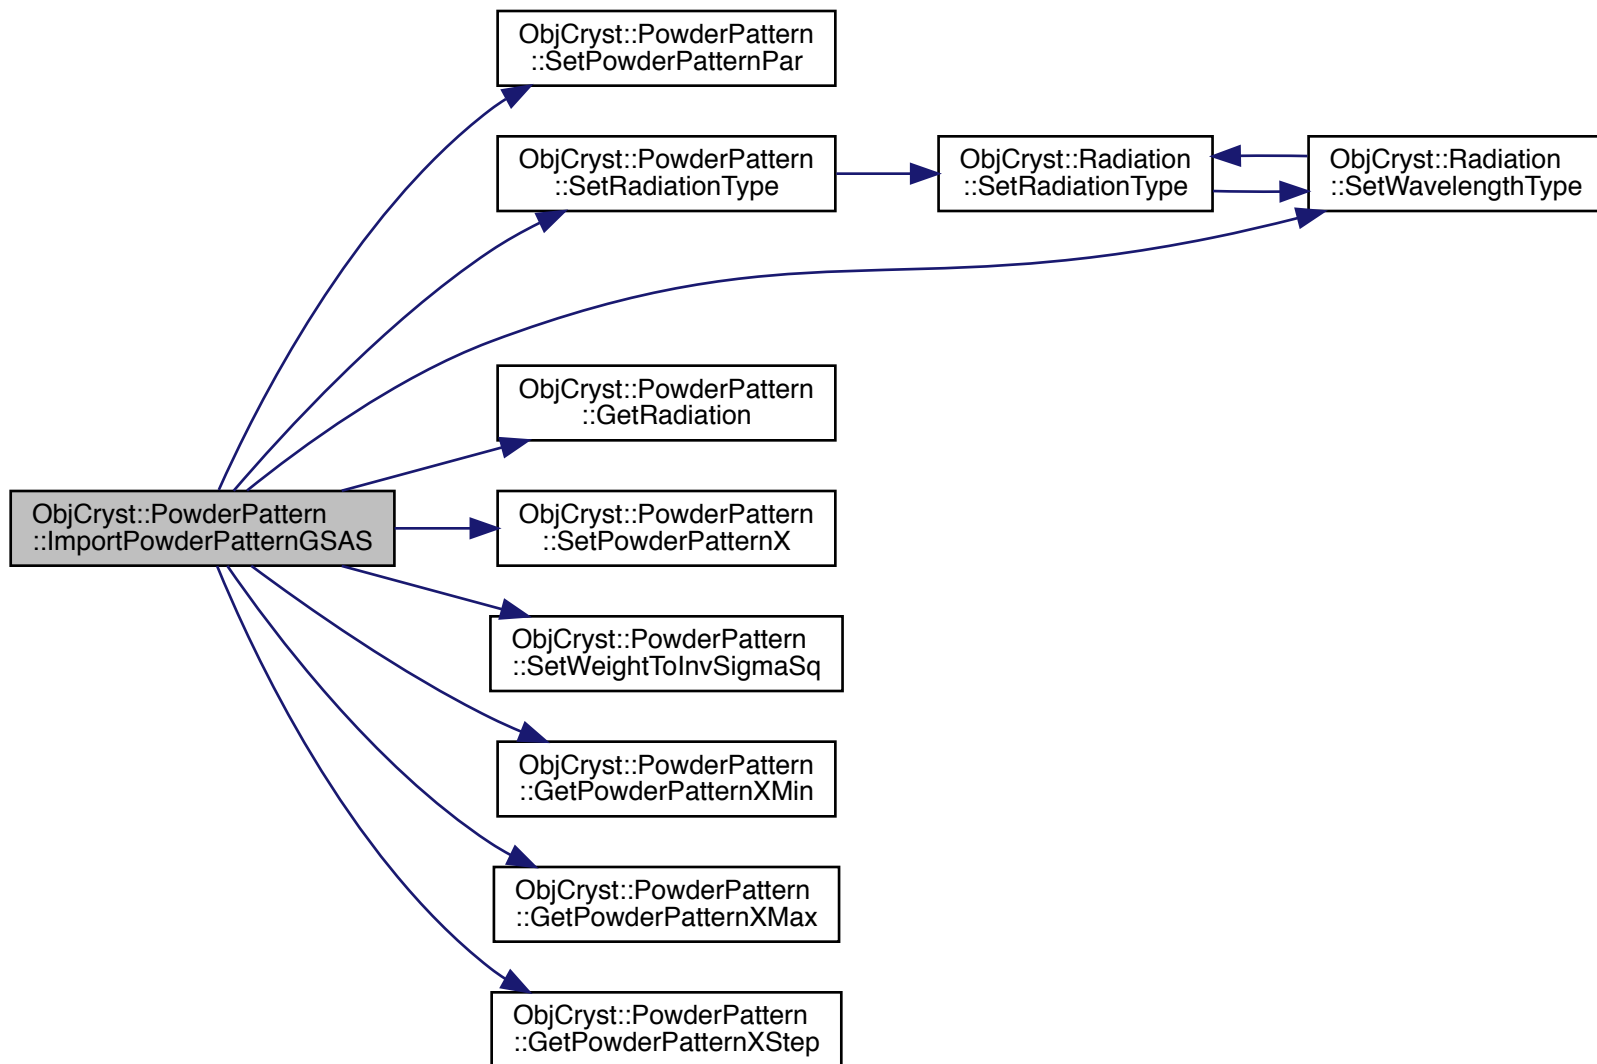 ObjCryst::PowderPattern
::SetPowderPatternPar
ObjCryst::PowderPattern
::SetRadiationType
ObjCryst::Radiation
::SetRadiationType
ObjCryst::Radiation
::SetWavelengthType
ObjCryst::PowderPattern
::GetRadiation
ObjCryst::PowderPattern
::ImportPowderPatternGSAS
ObjCryst::PowderPattern
::SetPowderPatternX
ObjCryst::PowderPattern
::SetWeightToInvSigmaSq
ObjCryst::PowderPattern
::GetPowderPatternXMin
ObjCryst::PowderPattern
::GetPowderPatternXMax
ObjCryst::PowderPattern
::GetPowderPatternXStep